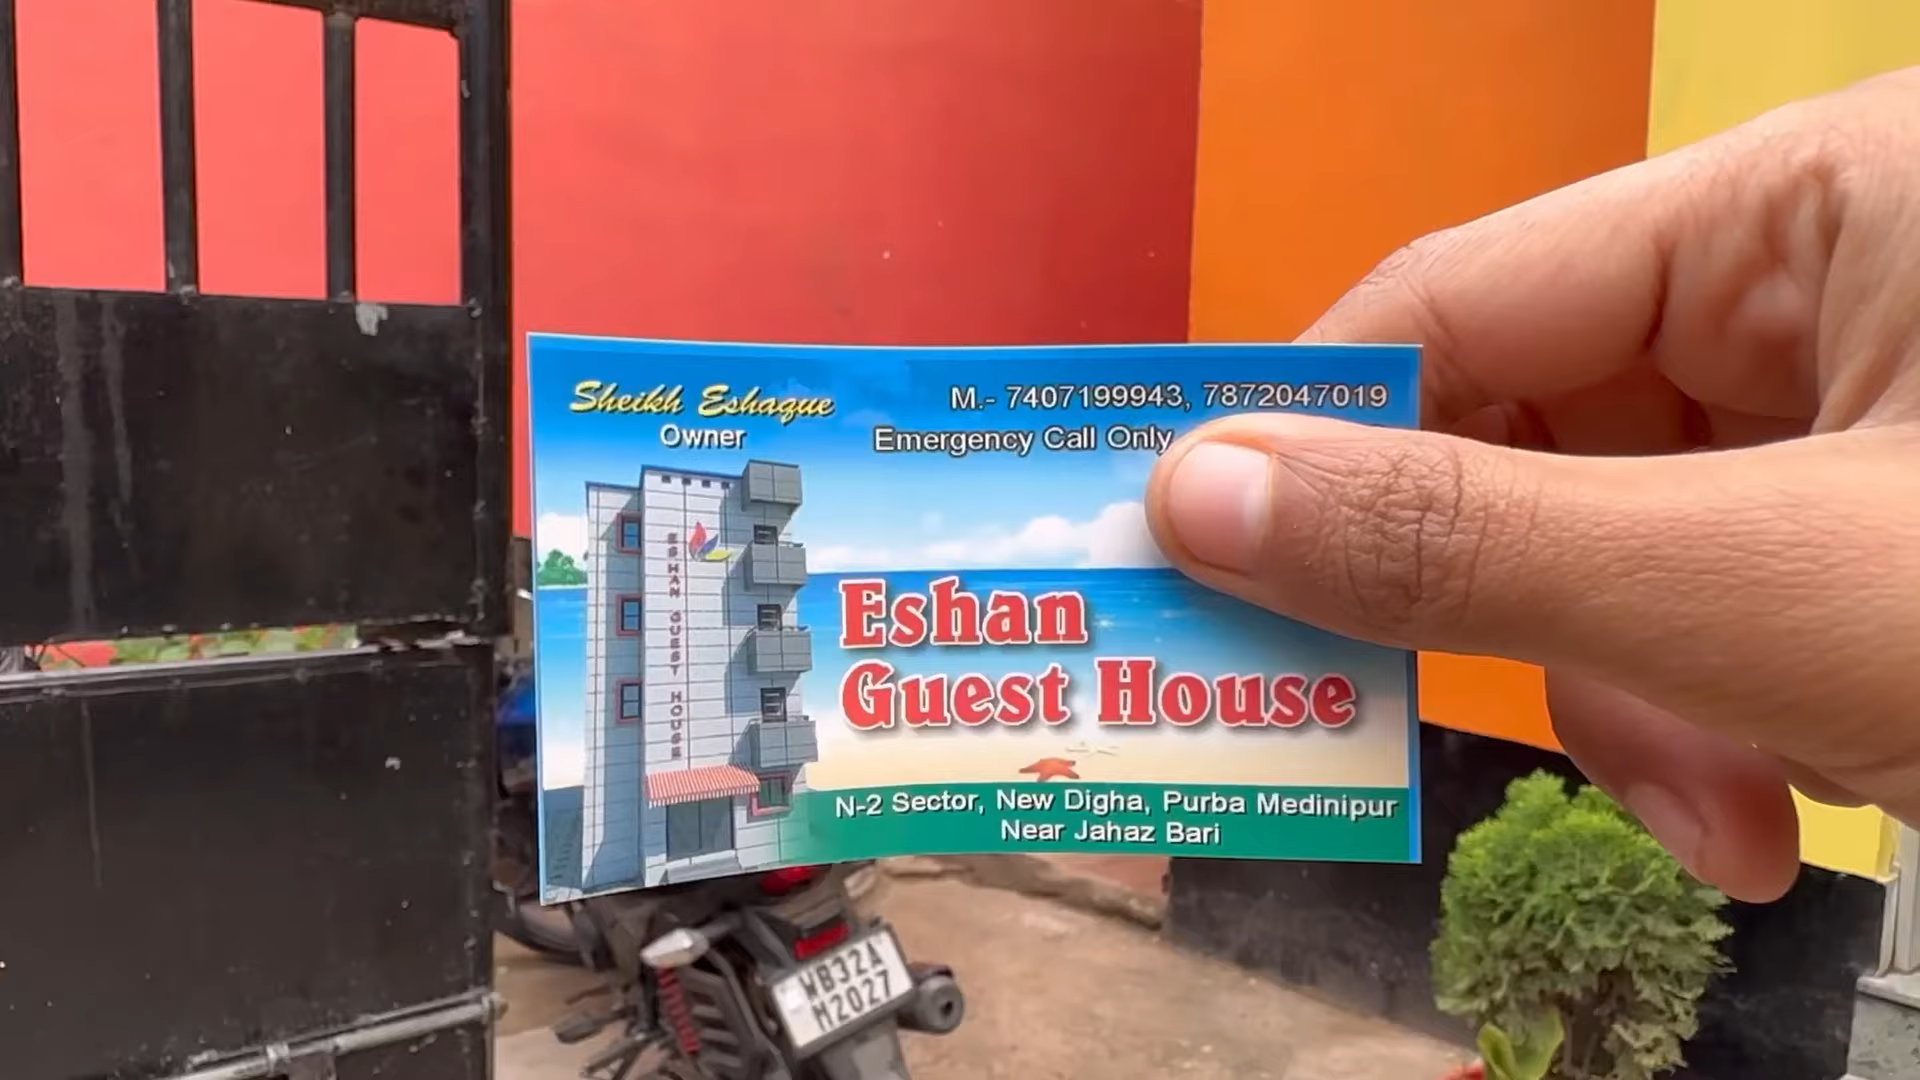 Sheikh Eshaque
Owner
M.- 7407199943, 7872047019
Emergency Call Only
ESHAN GUEST HOUSE
Eshan
Guest House
N-2 Sector, New Digha, Purba Medinipur
Near Jahaz Bari
WB32A
M2027